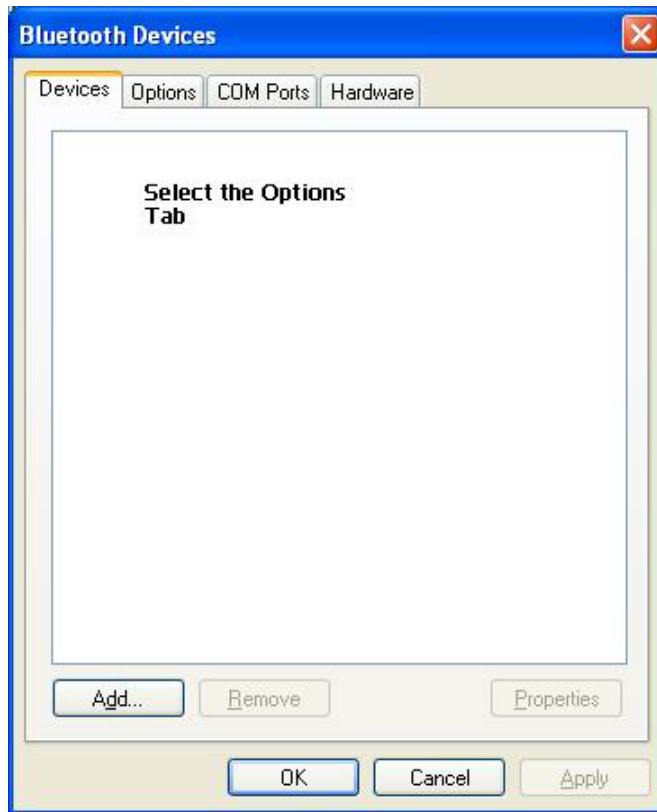 Bluetooth Devices
Devices Options COM Ports Hardware
Select the Options
Tab
Add... Remove Properties
OK Cancel Apply